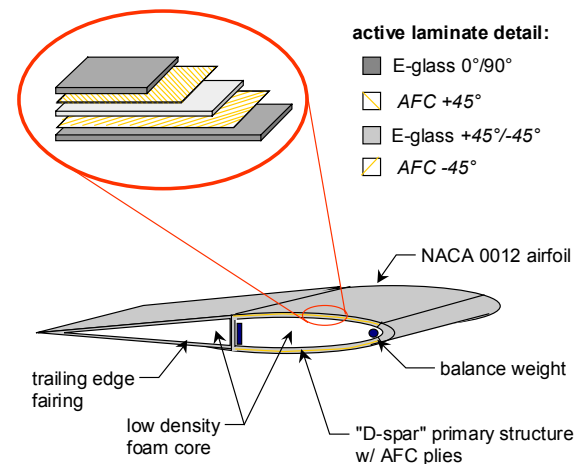 active laminate detail:
E-glass 0°/90°
AFC +45°
E-glass +45°/-45°
AFC -45°
NACA 0012 airfoil
trailing edge
fairing
balance weight
low density
foam core
"D-spar" primary structure
w/ AFC plies